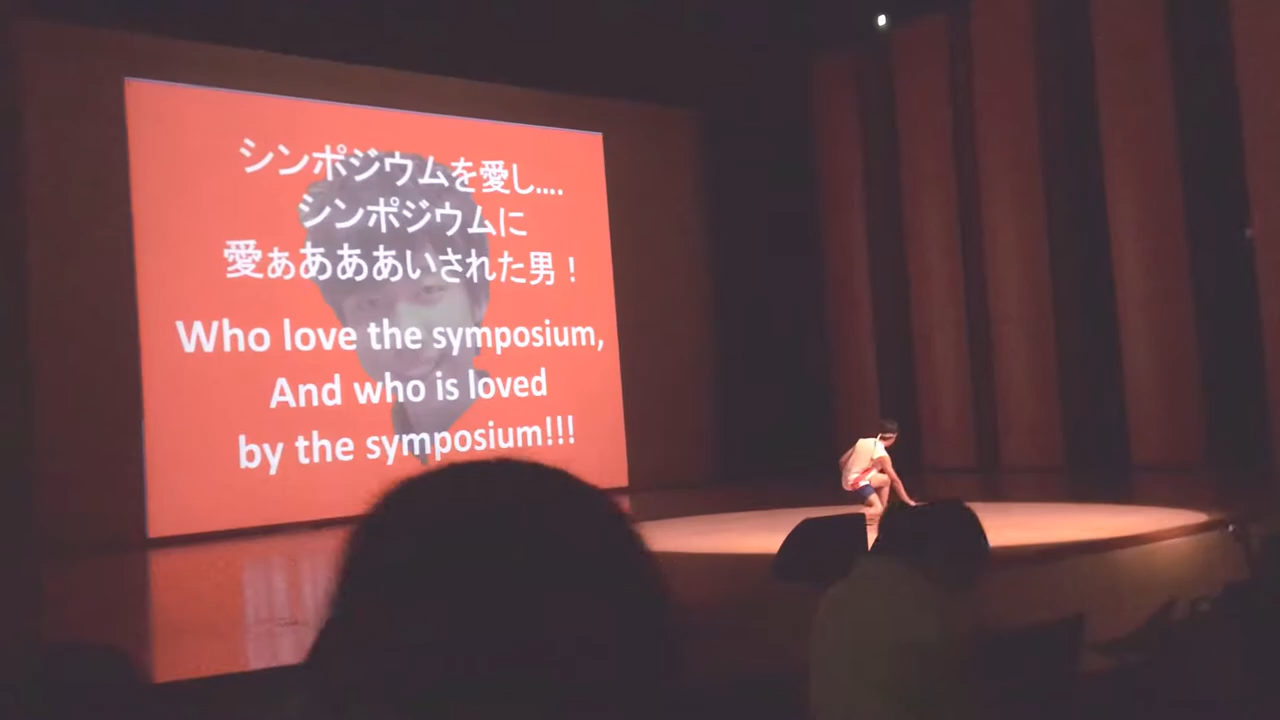 シンポジウムを愛し....
シンポジウムに
愛ぁあああいされた男！
Who love the symposium,
And who is loved
by the symposium!!!